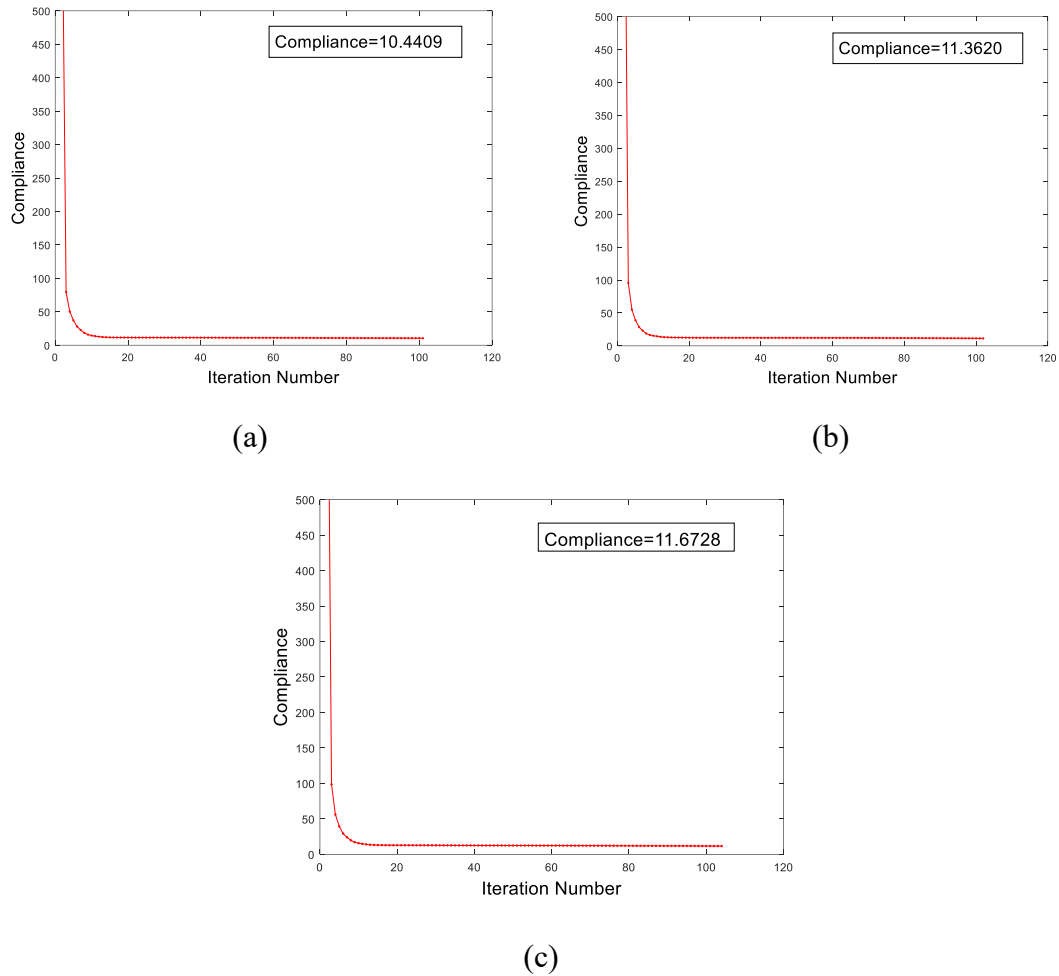 500
450
400
350
300
250
200
150
100
50
0
Compliance
Compliance=10.4409
0 20 40 60 80 100 120
Iteration Number
(a)
500
450
400
350
300
250
200
150
100
50
0
Compliance
Compliance=11.3620
0 20 40 60 80 100 120
Iteration Number
(b)
500
450
400
350
300
250
200
150
100
50
0
Compliance
Compliance=11.6728
0 20 40 60 80 100 120
Iteration Number
(c)